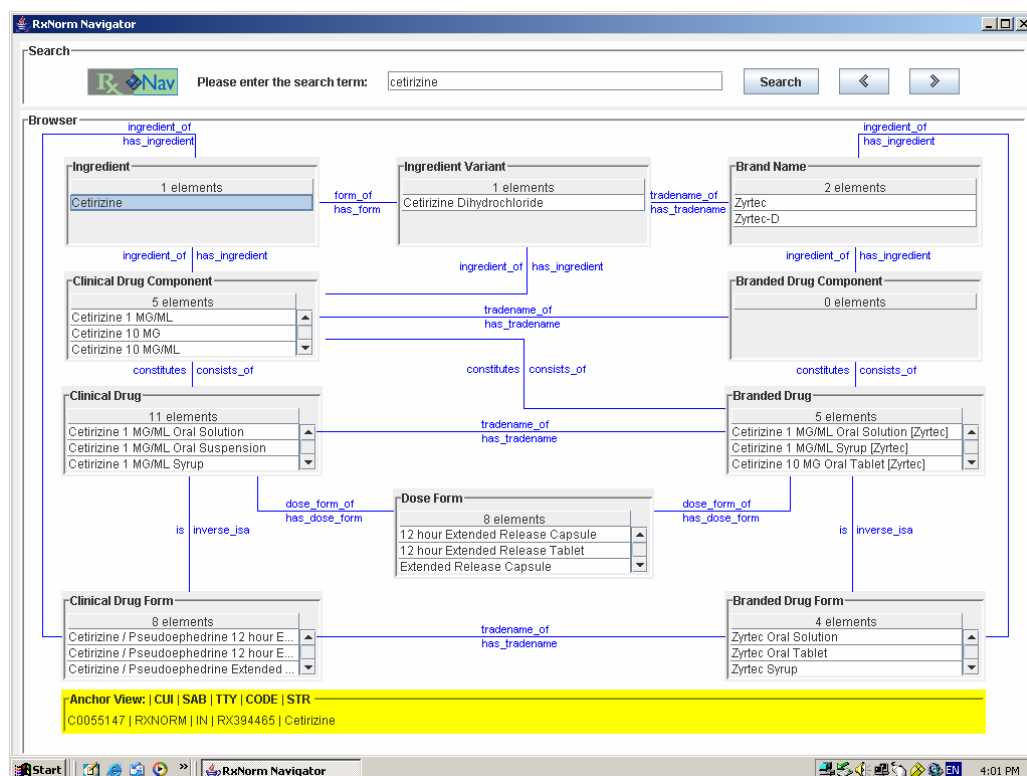 RxNorm Navigator
Search
Rx Nav
Please enter the search term:
cetirizine
Search
Browser
ingredient_of
has_ingredient
ingredient_of
has_ingredient
Ingredient
1 elements
Cetirizine
form_of
has_form
Ingredient Variant
1 elements
Cetirizine Dihydrochloride
tradename_of
has_tradename
Brand Name
2 elements
Zyrtec
Zyrtec-D
ingredient_of has_ingredient
ingredient_of has_ingredient
ingredient_of has_ingredient
Clinical Drug Component
5 elements
Cetirizine 1 MG/ML
Cetirizine 10 MG
Cetirizine 10 MG/ML
tradename_of
has_tradename
Branded Drug Component
0 elements
constitutes consists_of
constitutes consists_of
constitutes consists_of
Clinical Drug
11 elements
Cetirizine 1 MG/ML Oral Solution
Cetirizine 1 MG/ML Oral Suspension
Cetirizine 1 MG/ML Syrup
tradename_of
has_tradename
Branded Drug
5 elements
Cetirizine 1 MG/ML Oral Solution [Zyrtec]
Cetirizine 1 MG/ML Syrup [Zyrtec]
Cetirizine 10 MG Oral Tablet [Zyrtec]
dose_form_of
has_dose_form
Dose Form
8 elements
12 hour Extended Release Capsule
12 hour Extended Release Tablet
Extended Release Capsule
dose_form_of
has_dose_form
is inverse_isa
is inverse_isa
Clinical Drug Form
8 elements
Cetirizine / Pseudoephedrine 12 hour E...
Cetirizine / Pseudoephedrine 12 hour E...
Cetirizine / Pseudoephedrine Extended ...
tradename_of
has_tradename
Branded Drug Form
4 elements
Zyrtec Oral Solution
Zyrtec Oral Tablet
Zyrtec Syrup
Anchor View: | CUI | SAB | TTY | CODE | STR
C0055147 | RXNORM | IN | RX394465 | Cetirizine
Start
»
RxNorm Navigator
EN
4:01 PM